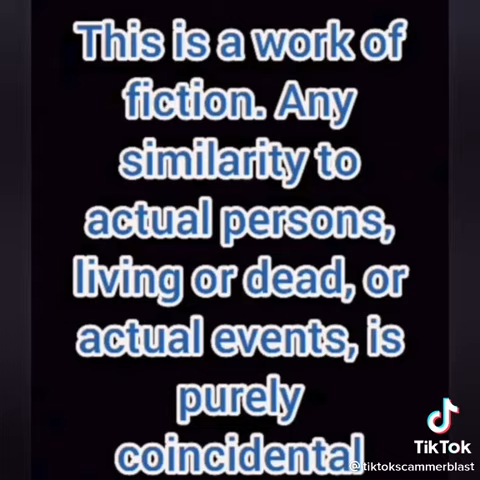 This is a work of
fiction. Any
similarity to
actual persons,
living or dead, or
actual events, is
purely
coincidental
TikTok
@tiktokscammerblast